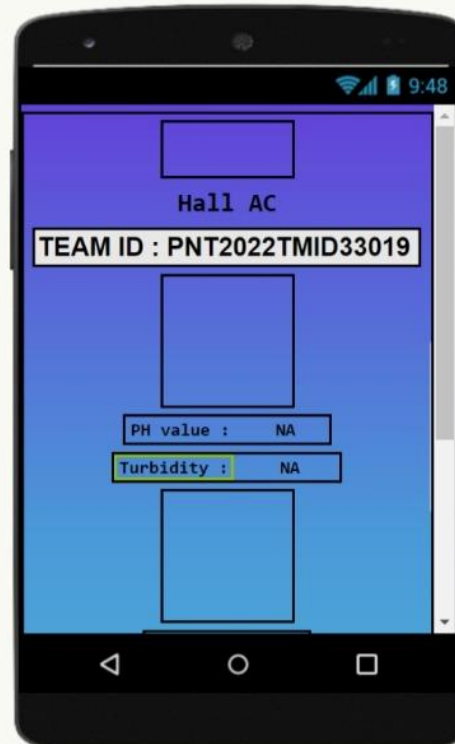 9:48
Hall AC
TEAM ID : PNT2022TMID33019
PH value : NA
Turbidity : NA